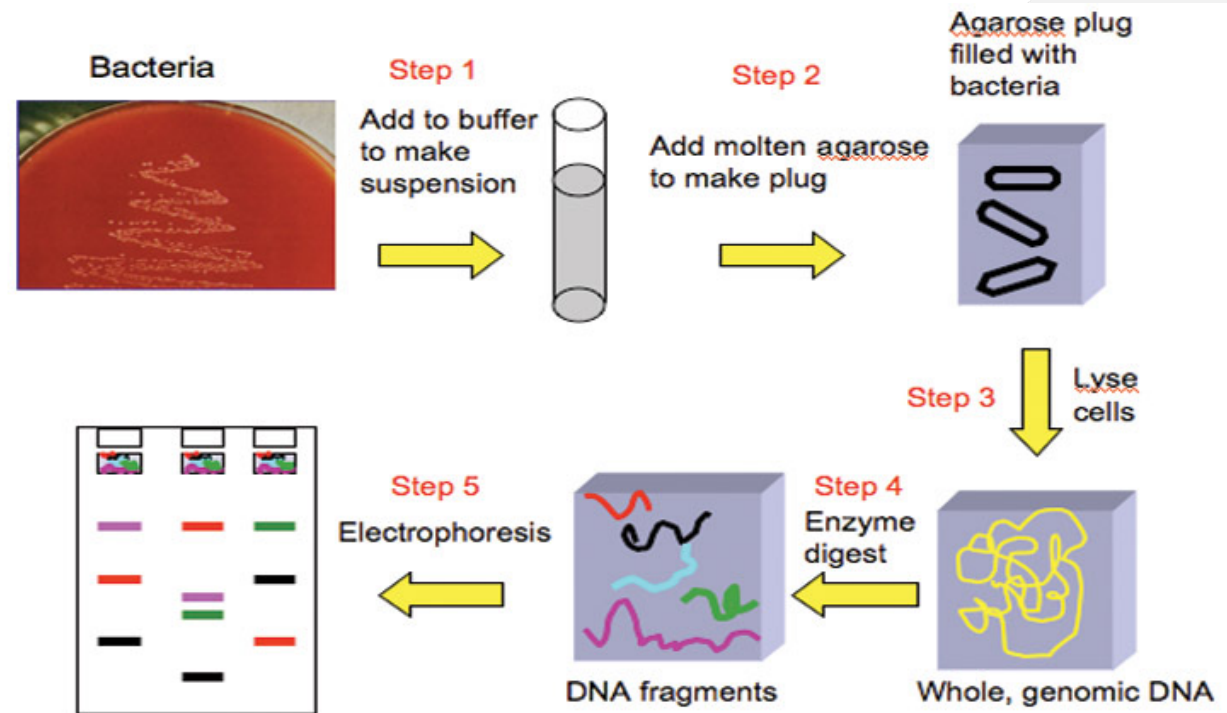 Bacteria
Step 1
Add to buffer
to make
suspension
Step 2
Add molten agarose
to make plug
Agarose plug
filled with
bacteria
Step 3
Lyse
cells
Whole, genomic DNA
Step 4
Enzyme
digest
DNA fragments
Step 5
Electrophoresis